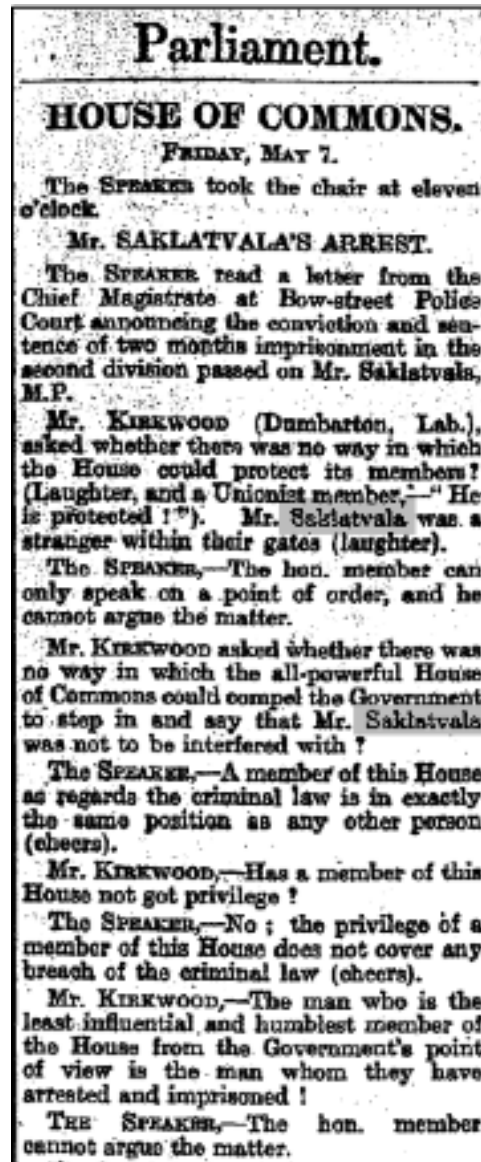 Parliament.
HOUSE OF COMMONS.
FRIDAY, MAY 7.
The SPEAKER took the chair at eleven
o'clock.
Mr. SAKLATVALA'S ARREST.
The SPEAKER read a letter from the
Chief Magistrate at Bow-street Police
Court announcing the conviction and sen-
tence of two months imprisonment in the
second division passed on Mr. Saklatvala,
M.P.
Mr. KIRKWOOD (Dumbarton, Lab.),
asked whether there was no way in which
the House could protect its members?
(Laughter, and a Unionist member,—" He
is protected !"). Mr. Saklatvala was a
stranger within their gates (laughter).
The SPEAKER,—The hon. member can
only speak on a point of order, and he
cannot argue the matter.
Mr. KIRKWOOD asked whether there was
no way in which the all-powerful House
of Commons could compel the Government
to step in and say that Mr. Saklatvala
was not to be interfered with ?
The SPEAKER,—A member of this House
as regards the criminal law is in exactly
the same position as any other person
(cheers).
Mr. KIRKWOOD,—Has a member of this
House not got privilege ?
The SPEAKER,—No ; the privilege of a
member of this House does not cover any
breach of the criminal law (cheers).
Mr. KIRKWOOD,—The man who is the
least influential and humblest member of
the House from the Government's point
of view is the man whom they have
arrested and imprisoned !
THE SPEAKER,—The hon. member
cannot argue the matter.